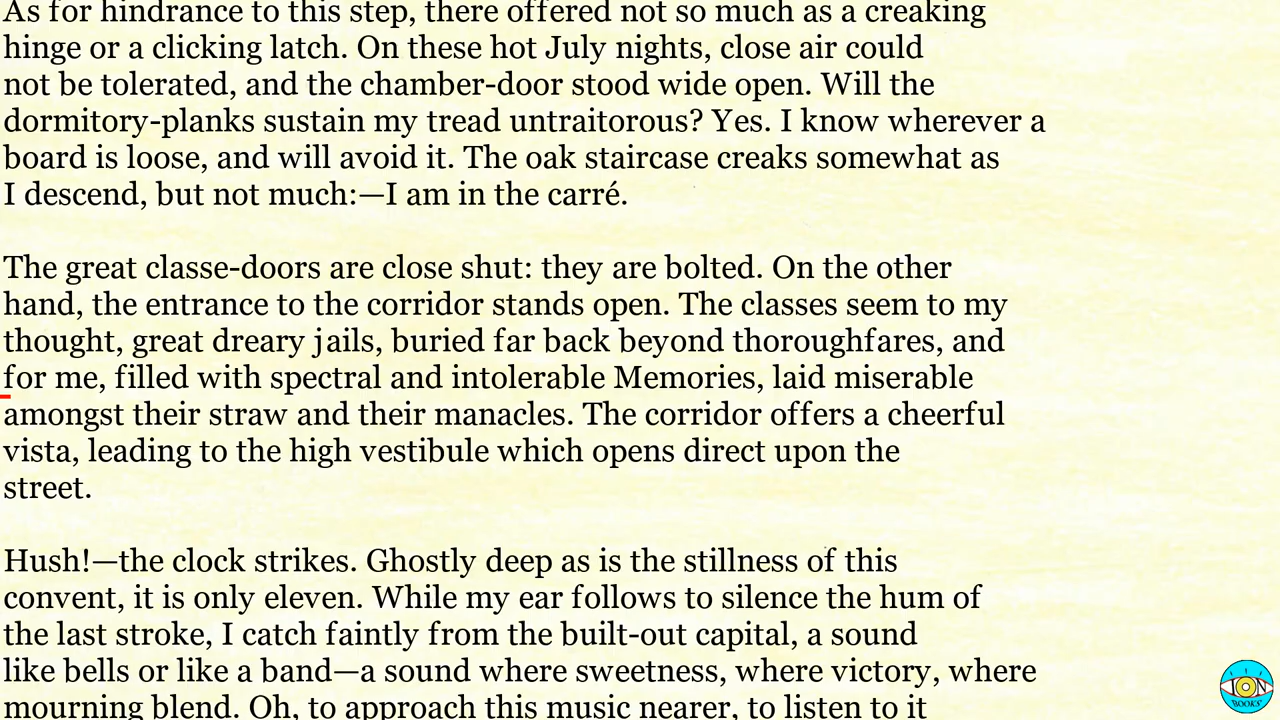 As for hindrance to this step, there offered not so much as a creaking
hinge or a clicking latch. On these hot July nights, close air could
not be tolerated, and the chamber-door stood wide open. Will the
dormitory-planks sustain my tread untraitorous? Yes. I know wherever a
board is loose, and will avoid it. The oak staircase creaks somewhat as
I descend, but not much:—I am in the carré.
The great classe-doors are close shut: they are bolted. On the other
hand, the entrance to the corridor stands open. The classes seem to my
thought, great dreary jails, buried far back beyond thoroughfares, and
for me, filled with spectral and intolerable Memories, laid miserable
amongst their straw and their manacles. The corridor offers a cheerful
vista, leading to the high vestibule which opens direct upon the
street.
Hush!—the clock strikes. Ghostly deep as is the stillness of this
convent, it is only eleven. While my ear follows to silence the hum of
the last stroke, I catch faintly from the built-out capital, a sound
like bells or like a band—a sound where sweetness, where victory, where
mourning blend. Oh, to approach this music nearer, to listen to it
ION
BOOKS